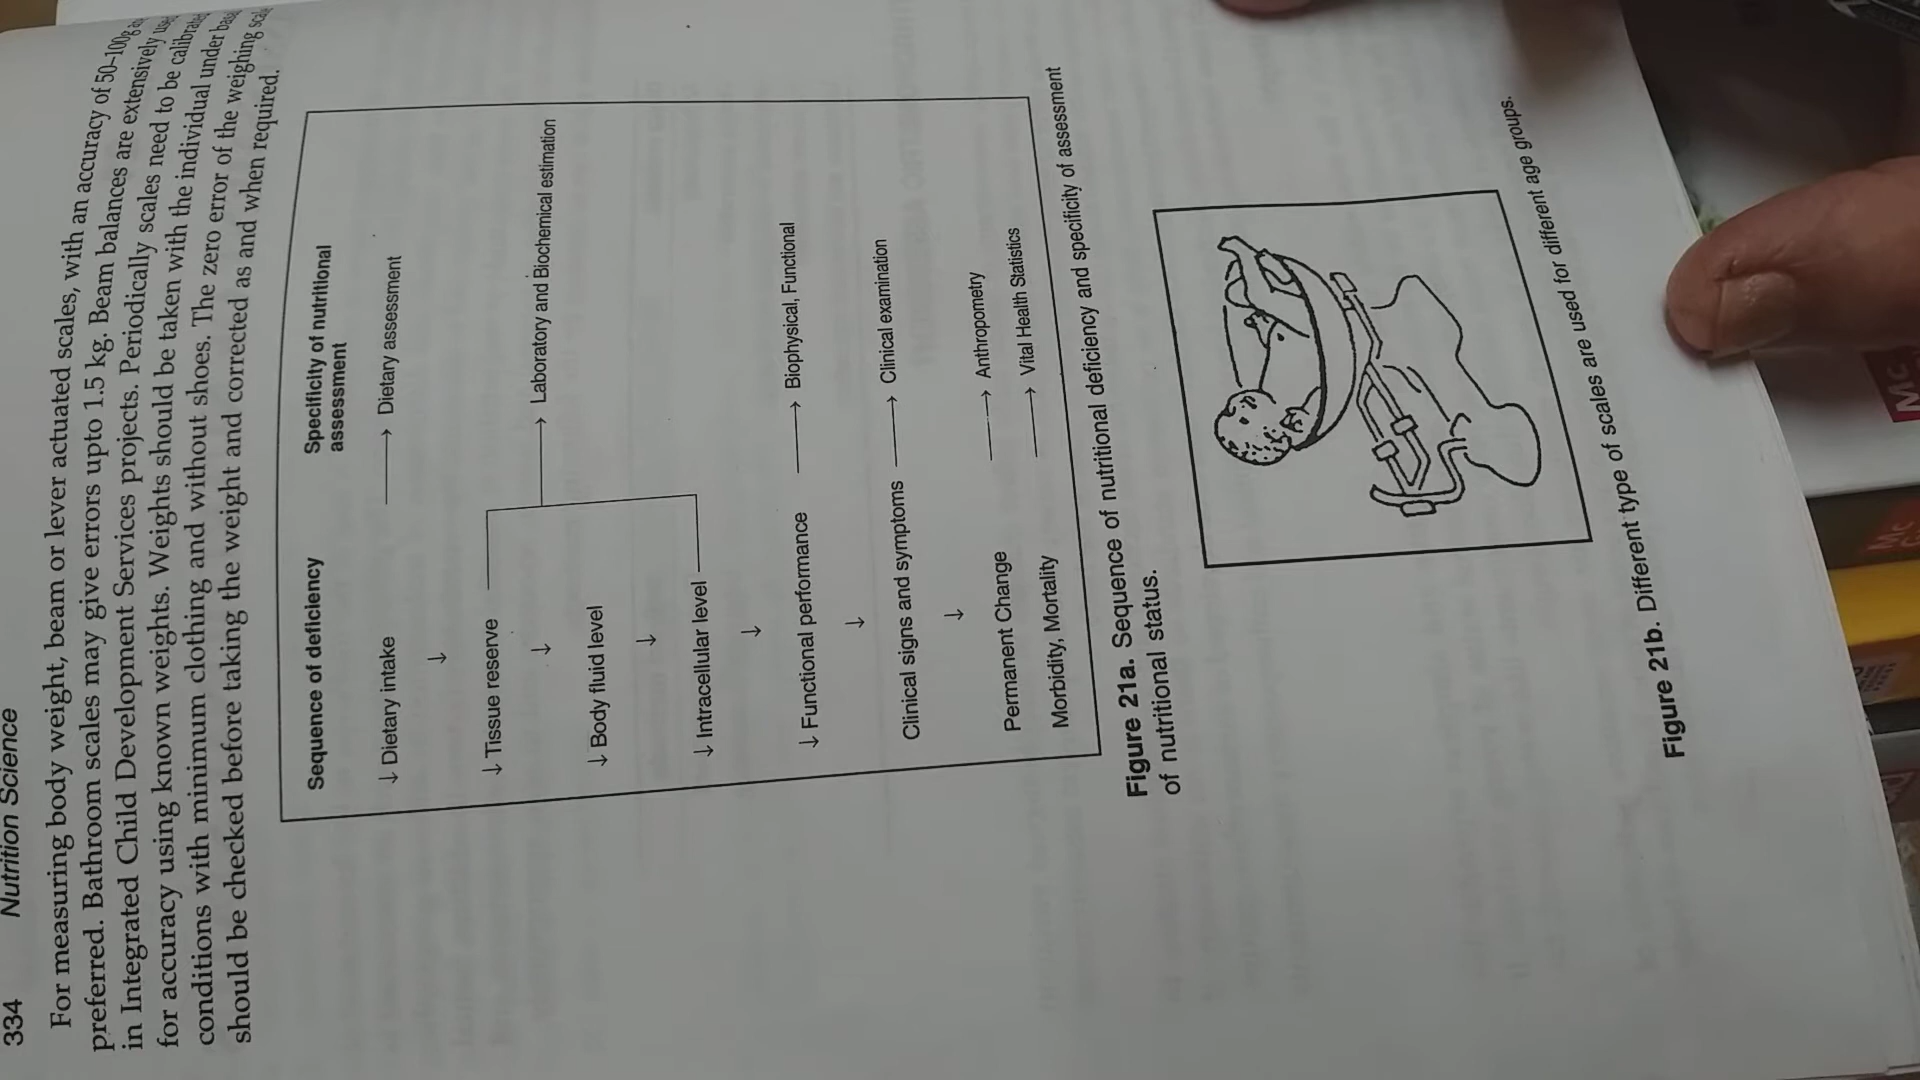 334 Nutrition Science
For measuring body weight, beam or lever actuated scales, with an accuracy of 50–100g
preferred. Bathroom scales may give errors upto 1.5 kg. Beam balances are extensively
in Integrated Child Development Services projects. Periodically scales need to be calibrated
for accuracy using known weights. Weights should be taken with the individual under
conditions with minimum clothing and without shoes. The zero error of the weighing
should be checked before taking the weight and corrected as and when required.
Sequence of deficiency
Specificity of nutritional
assessment
↓ Dietary intake → Dietary assessment
↓
↓ Tissue reserve
↓
→ Laboratory and Biochemical estimation
↓ Body fluid level
↓
↓ Intracellular level
↓
↓ Functional performance → Biophysical, Functional
↓
Clinical signs and symptoms → Clinical examination
↓
Permanent Change → Anthropometry
Morbidity, Mortality → Vital Health Statistics
Figure 21a. Sequence of nutritional deficiency and specificity of assessment
of nutritional status.
Figure 21b. Different type of scales are used for different age groups.
Mc
Mc